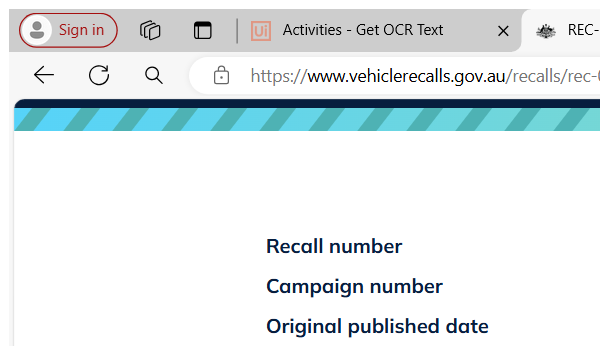 Sign in
Ui Activities - Get OCR Text
REC-
https://www.vehiclerecalls.gov.au/recalls/rec-
Recall number
Campaign number
Original published date